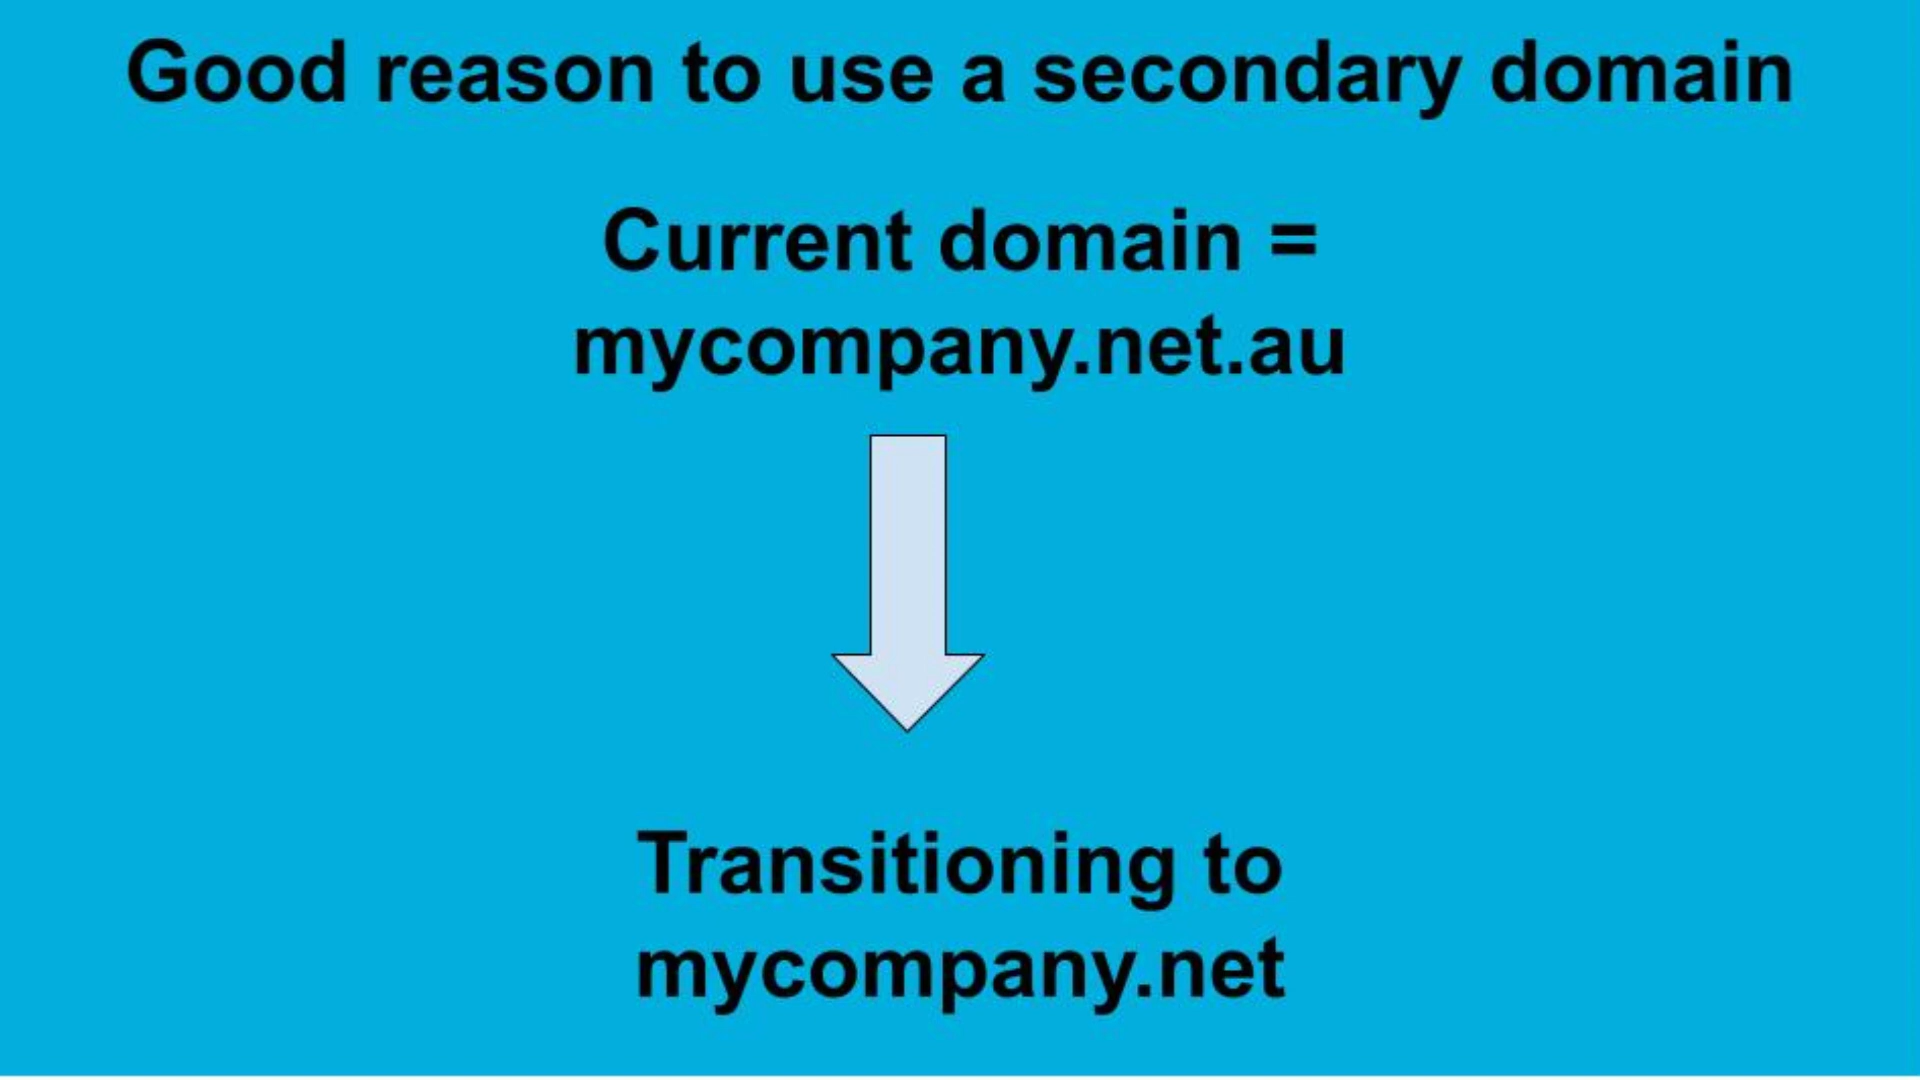 Good reason to use a secondary domain
Current domain =
mycompany.net.au
Transitioning to
mycompany.net